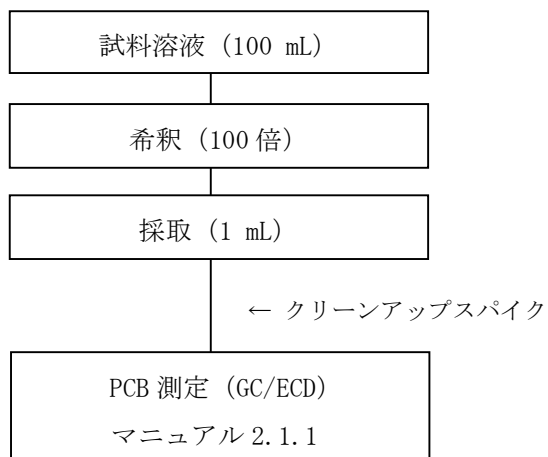 試料溶液 (100 mL)
希釈 (100 倍)
採取 (1 mL)
← クリーンアップスパイク
PCB 測定 (GC/ECD)
マニュアル 2.1.1